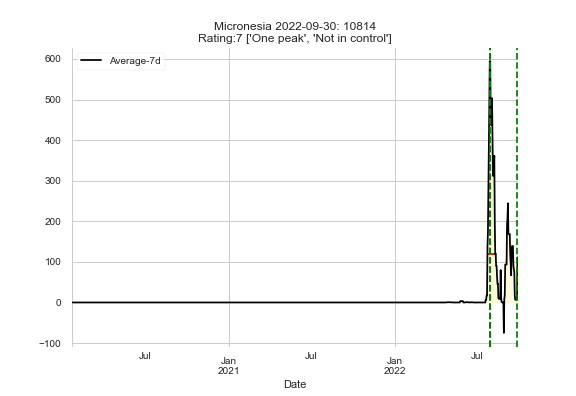 Micronesia 2022-09-30: 10814
Rating:7 ['One peak', 'Not in control']
Average-7d
600
500
400
300
200
100
0
−100
Jul
Jan
2021
Jul
Jan
2022
Jul
Date